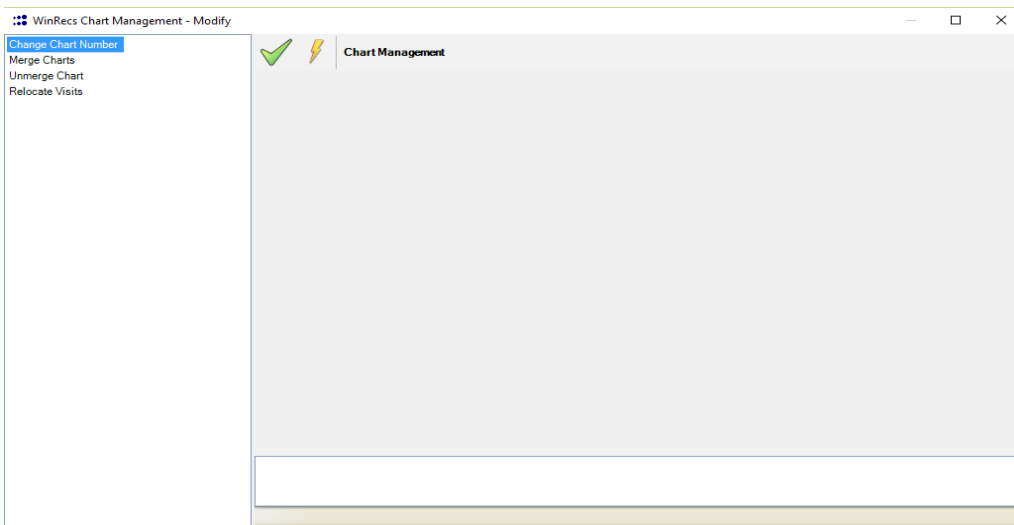 WinRecs Chart Management - Modify
Change Chart Number
Merge Charts
Unmerge Chart
Relocate Visits
Chart Management